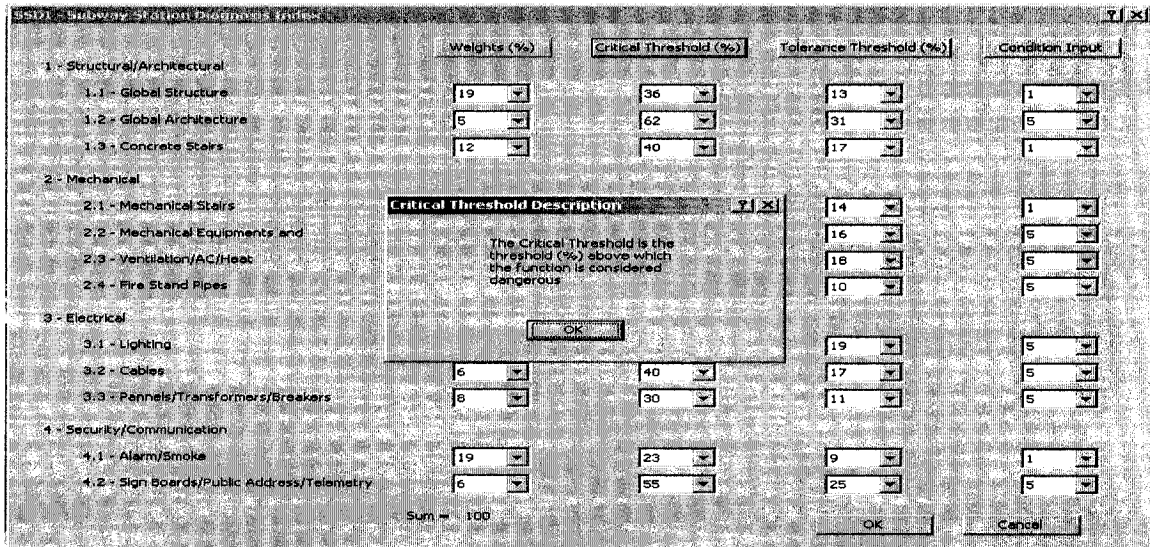 SSDI - Subway Station Diagnosis Index
Weights (%) Critical Threshold (%) Tolerance Threshold (%) Condition Input
1 - Structural/Architectural
1.1 - Global Structure 19 36 13 1
1.2 - Global Architecture 5 62 31 5
1.3 - Concrete Stairs 12 40 17 1
2 - Mechanical
2.1 - Mechanical Stairs 14 1
2.2 - Mechanical Equipments and 16 5
2.3 - Ventilation/AC/Heat 18 5
2.4 - Fire Stand Pipes 10 5
Critical Threshold Description
The Critical Threshold is the
threshold (%) above which
the function is considered
dangerous
OK
3 - Electrical
3.1 - Lighting 19 5
3.2 - Cables 6 40 17 5
3.3 - Pannels/Transformers/Breakers 8 30 11 5
4 - Security/Communication
4.1 - Alarm/Smoke 19 23 9 1
4.2 - Sign Boards/Public Address/Telemetry 6 55 25 5
Sum = 100
OK Cancel